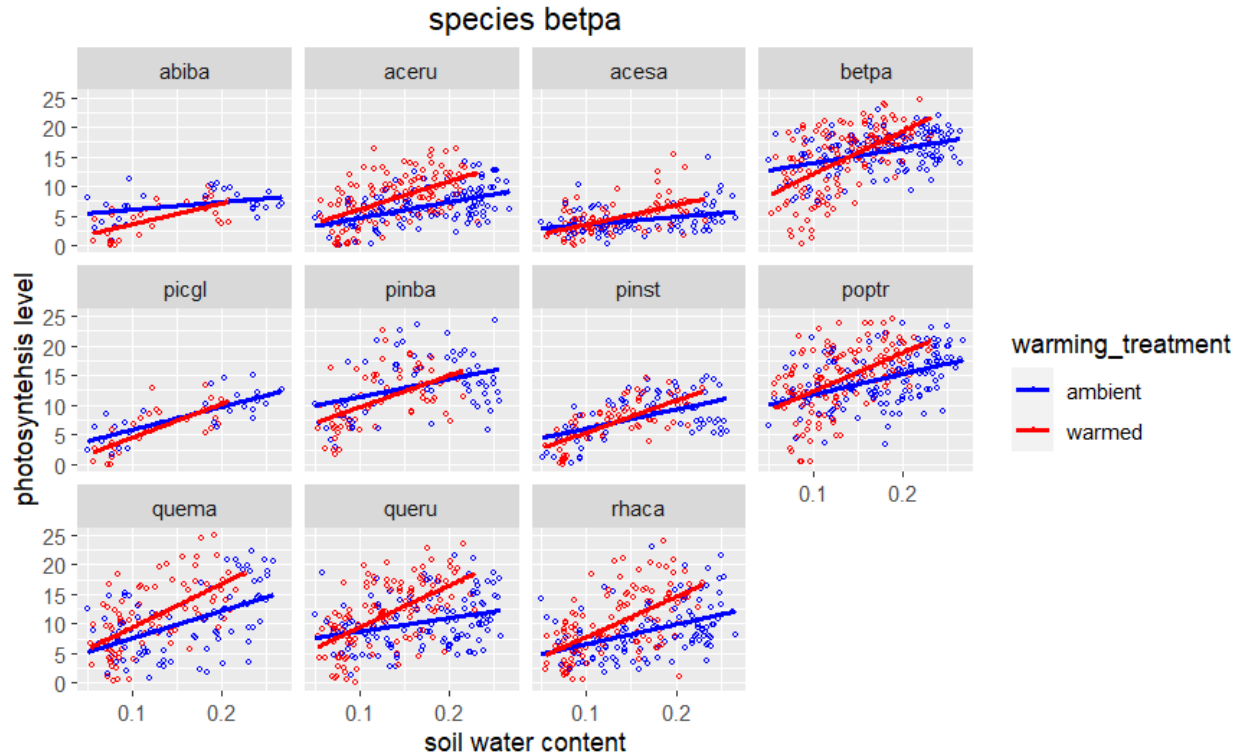 species betpa
abiba aceru acesa betpa
25
20
15
10
5
0
picgl pinba pinst poptr
25
20
15
10
5
0
0.1 0.2
quema queru rhaca
25
20
15
10
5
0
0.1 0.2 0.1 0.2 0.1 0.2
soil water content
photosyntehsis level
warming_treatment
ambient
warmed